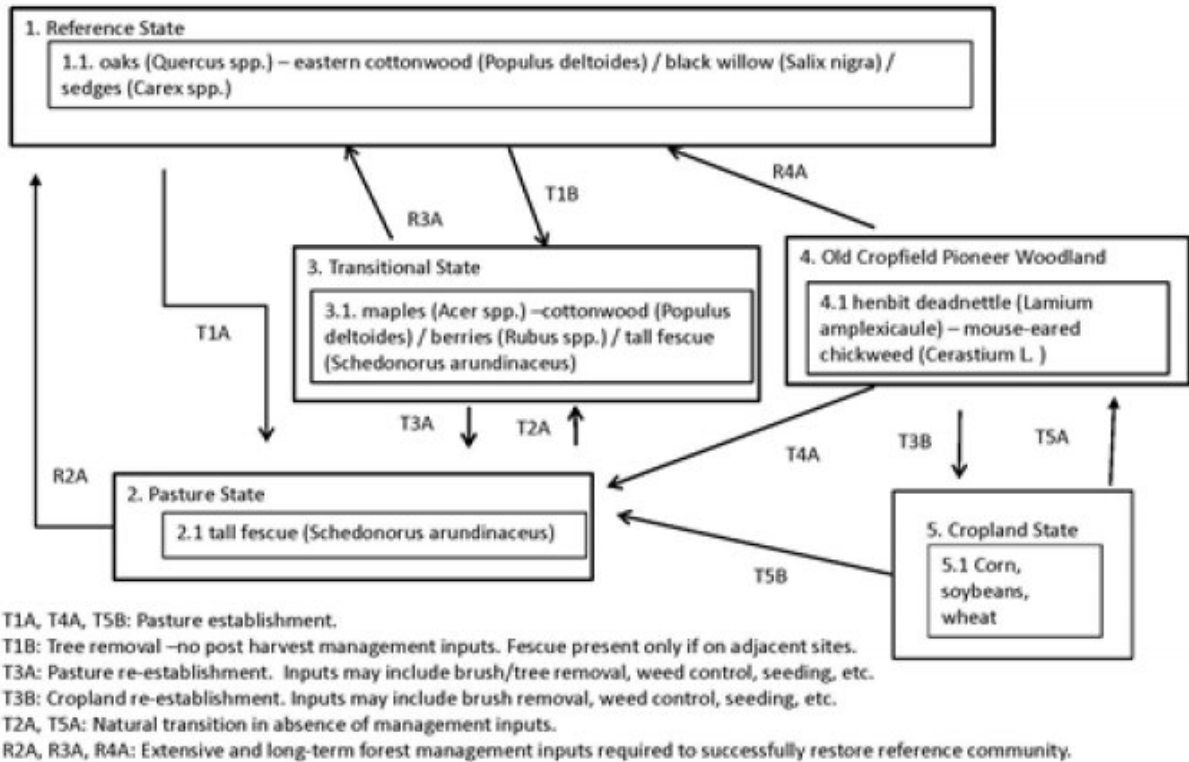 1. Reference State
1.1. oaks (Quercus spp.) – eastern cottonwood (Populus deltoides) / black willow (Salix nigra) /
sedges (Carex spp.)
R4A
T1B
R3A
3. Transitional State
3.1. maples (Acer spp.) –cottonwood (Populus
deltoides) / berries (Rubus spp.) / tall fescue
(Schedonorus arundinaceus)
4. Old Cropfield Pioneer Woodland
4.1 henbit deadnettle (Lamium
amplexicaule) – mouse-eared
chickweed (Cerastium L. )
T1A
T3A
T2A
T4A
T3B
T5A
R2A
2. Pasture State
2.1 tall fescue (Schedonorus arundinaceus)
T5B
5. Cropland State
5.1 Corn,
soybeans,
wheat
T1A, T4A, T5B: Pasture establishment.
T1B: Tree removal –no post harvest management inputs. Fescue present only if on adjacent sites.
T3A: Pasture re-establishment. Inputs may include brush/tree removal, weed control, seeding, etc.
T3B: Cropland re-establishment. Inputs may include brush removal, weed control, seeding, etc.
T2A, T5A: Natural transition in absence of management inputs.
R2A, R3A, R4A: Extensive and long-term forest management inputs required to successfully restore reference community.